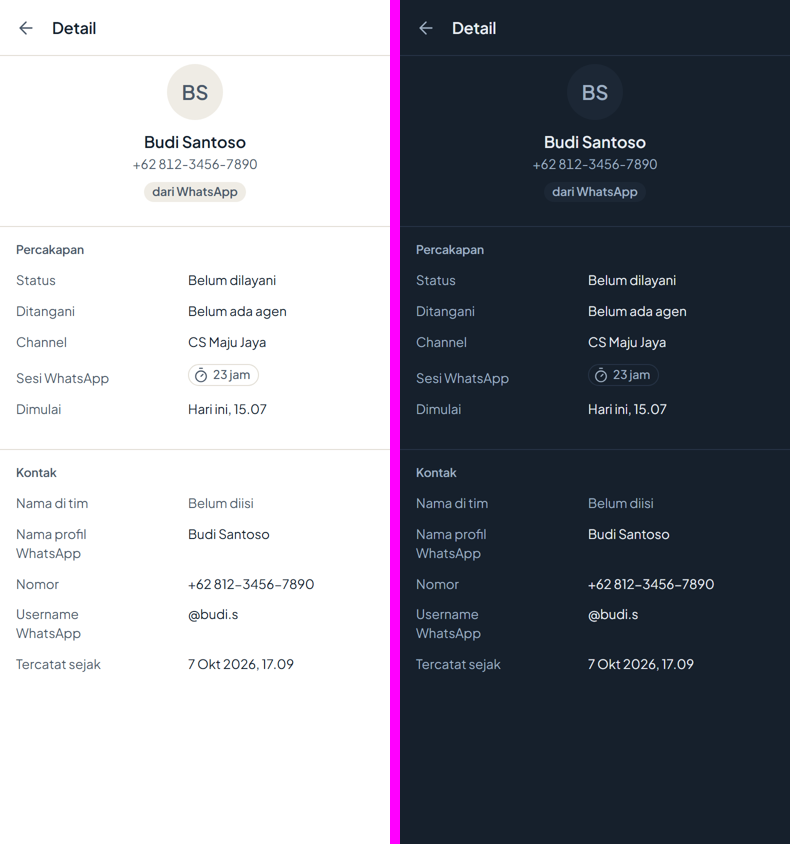 Detail
BS
Budi Santoso
+62 812-3456-7890
dari WhatsApp
Percakapan
Status Belum dilayani
Ditangani Belum ada agen
Channel CS Maju Jaya
Sesi WhatsApp 23 jam
Dimulai Hari ini, 15.07
Kontak
Nama di tim Belum diisi
Nama profil Budi Santoso
WhatsApp
Nomor +62 812-3456-7890
Username @budi.s
WhatsApp
Tercatat sejak 7 Okt 2026, 17.09
Detail
BS
Budi Santoso
+62 812-3456-7890
dari WhatsApp
Percakapan
Status Belum dilayani
Ditangani Belum ada agen
Channel CS Maju Jaya
Sesi WhatsApp 23 jam
Dimulai Hari ini, 15.07
Kontak
Nama di tim Belum diisi
Nama profil Budi Santoso
WhatsApp
Nomor +62 812-3456-7890
Username @budi.s
WhatsApp
Tercatat sejak 7 Okt 2026, 17.09